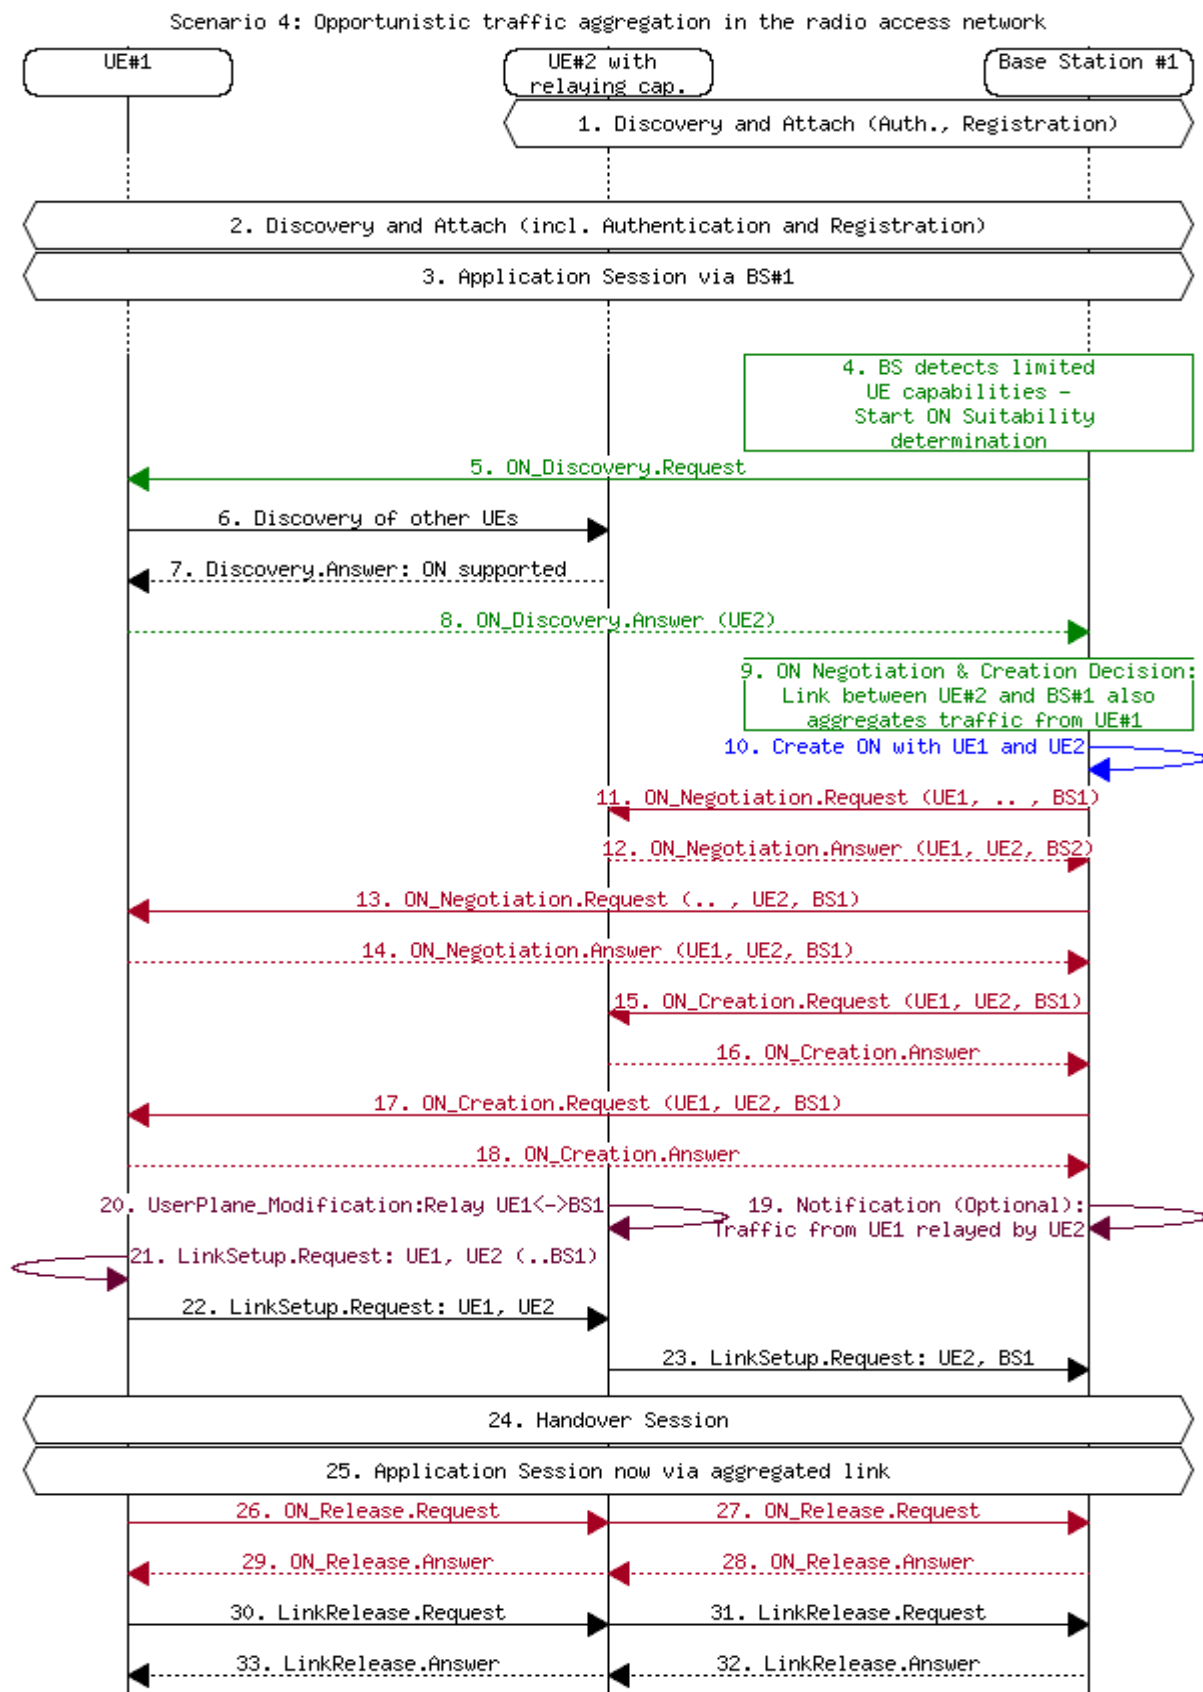 Scenario 4: Opportunistic traffic aggregation in the radio access network
UE#1
UE#2 with
relaying cap.
Base Station #1
1. Discovery and Attach (Auth., Registration)
2. Discovery and Attach (incl. Authentication and Registration)
3. Application Session via BS#1
4. BS detects limited
UE capabilities –
Start ON Suitability
determination
5. ON_Discovery.Request
6. Discovery of other UEs
7. Discovery.Answer: ON supported
8. ON_Discovery.Answer (UE2)
9. ON Negotiation & Creation Decision:
Link between UE#2 and BS#1 also
aggregates traffic from UE#1
10. Create ON with UE1 and UE2
11. ON_Negotiation.Request (UE1, .. , BS1)
12. ON_Negotiation.Answer (UE1, UE2, BS2)
13. ON_Negotiation.Request (.. , UE2, BS1)
14. ON_Negotiation.Answer (UE1, UE2, BS1)
15. ON_Creation.Request (UE1, UE2, BS1)
16. ON_Creation.Answer
17. ON_Creation.Request (UE1, UE2, BS1)
18. ON_Creation.Answer
20. UserPlane_Modification:Relay UE1<->BS1
19. Notification (Optional):
Traffic from UE1 relayed by UE2
21. LinkSetup.Request: UE1, UE2 (..BS1)
22. LinkSetup.Request: UE1, UE2
23. LinkSetup.Request: UE2, BS1
24. Handover Session
25. Application Session now via aggregated link
26. ON_Release.Request
27. ON_Release.Request
29. ON_Release.Answer
28. ON_Release.Answer
30. LinkRelease.Request
31. LinkRelease.Request
33. LinkRelease.Answer
32. LinkRelease.Answer